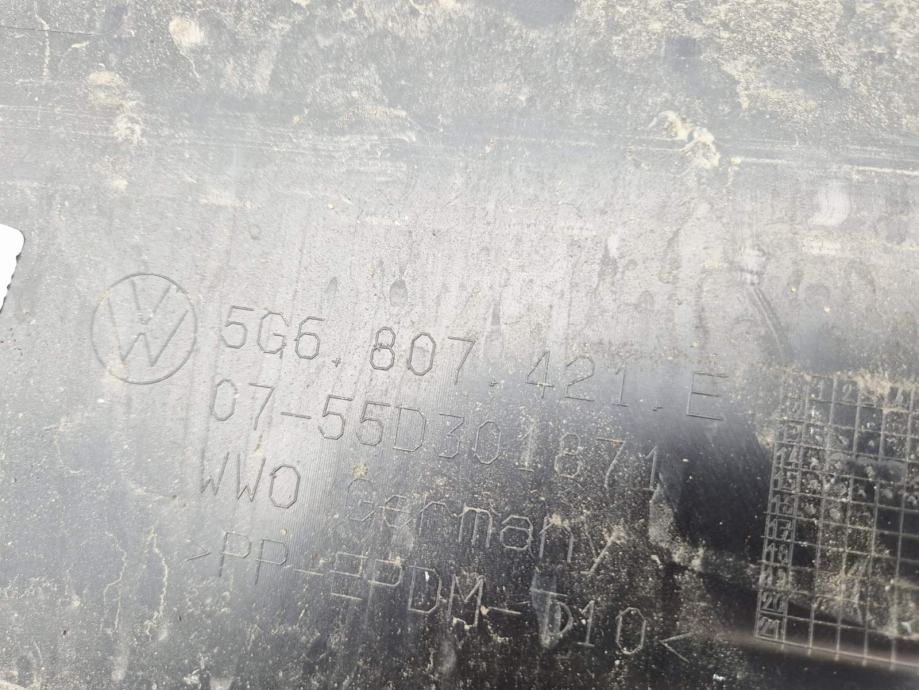 5G6.807.421.E
07-55D301871
WWO Germany
>PP-EPDM-T10<